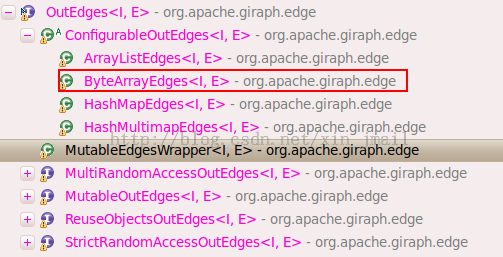 OutEdges<I, E> - org.apache.giraph.edge
ConfigurableOutEdges<I, E> - org.apache.giraph.edge
ArrayListEdges<I, E> - org.apache.giraph.edge
ByteArrayEdges<I, E> - org.apache.giraph.edge
HashMapEdges<I, E> - org.apache.giraph.edge
HashMultimapEdges<I, E> - org.apache.giraph.edge
http://blog.csdn.net/xin_jmail
MutableEdgesWrapper<I, E> - org.apache.giraph.edge
MultiRandomAccessOutEdges<I, E> - org.apache.giraph.edge
MutableOutEdges<I, E> - org.apache.giraph.edge
ReuseObjectsOutEdges<I, E> - org.apache.giraph.edge
StrictRandomAccessOutEdges<I, E> - org.apache.giraph.edge